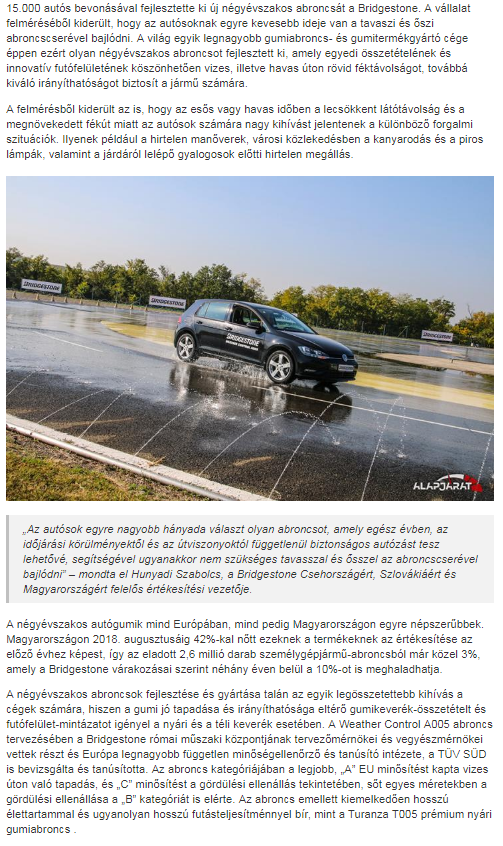 15.000 autós bevonásával fejlesztette ki új négyévszakos abroncsát a Bridgestone. A vállalat
felméréséből kiderült, hogy az autósoknak egyre kevesebb ideje van a tavaszi és őszi
abroncscserével bajlódni. A világ egyik legnagyobb gumiabroncs- és gumitermékgyártó cége
éppen ezért olyan négyévszakos abroncsot fejlesztett ki, amely egyedi összetételének és
innovatív futófelületének köszönhetően vizes, illetve havas úton rövid féktávolságot, továbbá
kiváló irányíthatóságot biztosít a jármű számára.
A felmérésből kiderült az is, hogy az esős vagy havas időben a lecsökkent látótávolság és a
megnövekedett fékút miatt az autósok számára nagy kihívást jelentenek a különböző forgalmi
szituációk. Ilyenek például a hirtelen manőverek, városi közlekedésben a kanyarodás és a piros
lámpák, valamint a járdáról lelépő gyalogosok előtti hirtelen megállás.
BRIDGESTONE
BRIDGESTONE
BRIDGESTONE
BRIDGESTONE
ALAPJÁRAT
„Az autósok egyre nagyobb hányada választ olyan abroncsot, amely egész évben, az
időjárási körülményektől és az útviszonyoktól függetlenül biztonságos autózást tesz
lehetővé, segítségével ugyanakkor nem szükséges tavasszal és ősszel az abroncscserével
bajlódni” – mondta el Hunyadi Szabolcs, a Bridgestone Csehországért, Szlovákiáért és
Magyarországért felelős értékesítési vezetője.
A négyévszakos autógumik mind Európában, mind pedig Magyarországon egyre népszerűbbek.
Magyarországon 2018. augusztusáig 42%-kal nőtt ezeknek a termékeknek az értékesítése az
előző évhez képest, így az eladott 2,6 millió darab személygépjármű-abroncsból már közel 3%,
amely a Bridgestone várakozásai szerint néhány éven belül a 10%-ot is meghaladhatja.
A négyévszakos abroncsok fejlesztése és gyártása talán az egyik legösszetettebb kihívás a
cégek számára, hiszen a gumi jó tapadása és irányíthatósága eltérő gumikeverék-összetételt és
futófelület-mintázatot igényel a nyári és a téli keverék esetében. A Weather Control A005 abroncs
tervezésében a Bridgestone római műszaki központjának tervezőmérnökei és vegyészmérnökei
vettek részt és Európa legnagyobb független minőségellenőrző és tanúsító intézete, a TÜV SÜD
is bevizsgálta és tanúsította. Az abroncs kategóriájában a legjobb, „A” EU minősítést kapta vizes
úton való tapadás, és „C” minősítést a gördülési ellenállás tekintetében, sőt egyes méretekben a
gördülési ellenállása a „B” kategóriát is elérte. Az abroncs emellett kiemelkedően hosszú
élettartammal és ugyanolyan hosszú futásteljesítménnyel bír, mint a Turanza T005 prémium nyári
gumiabroncs .